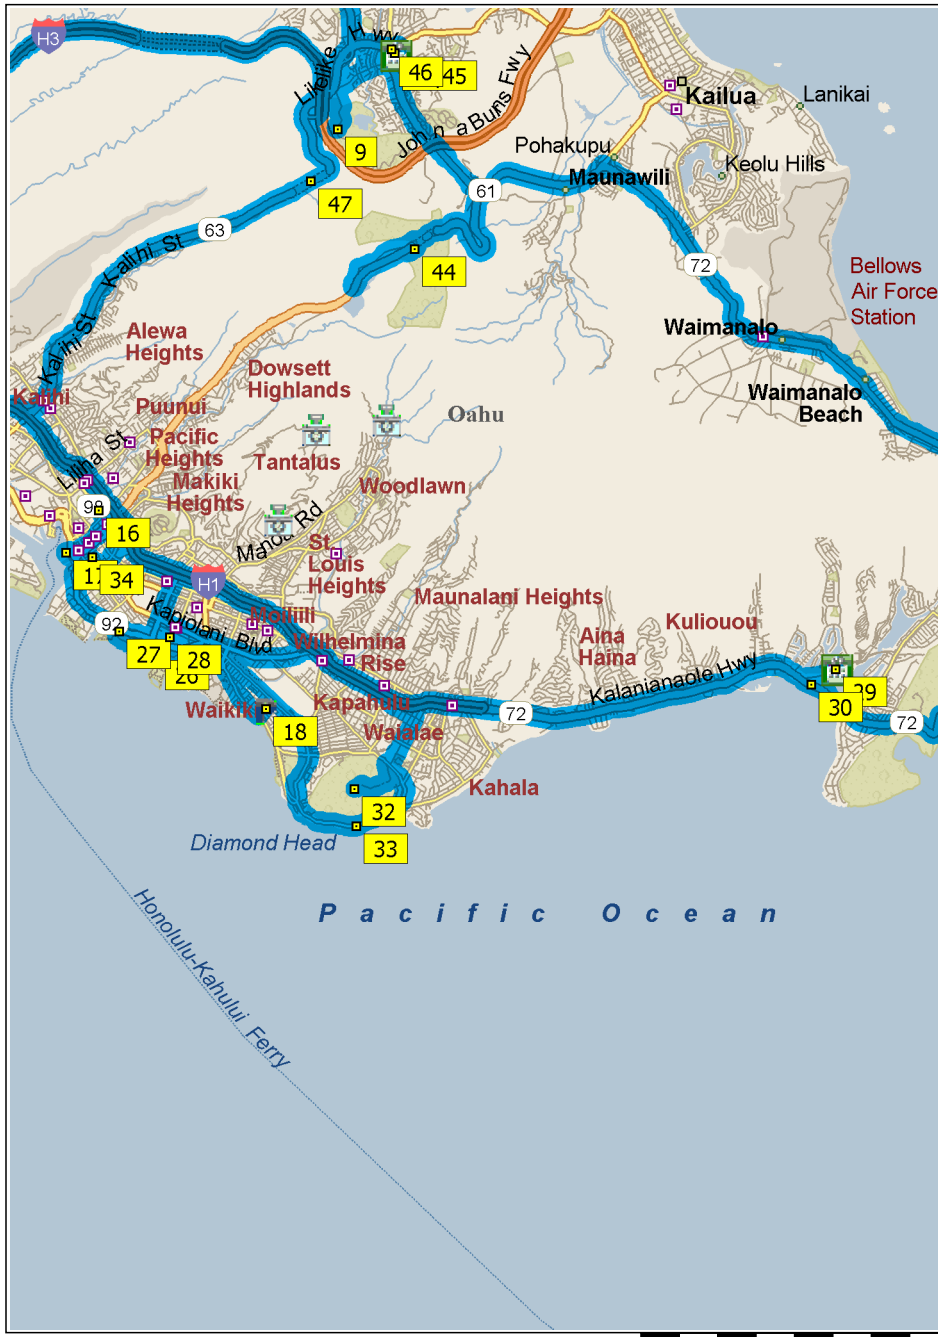 H3
Likelike Hwy
46
45
Kailua
Lanikai
9
John a Burns Fwy
Pohakupu
Keolu Hills
Maunawili
47
61
63
Kalihi St
44
72
Bellows
Air Force
Station
Kalihi St
Alewa
Heights
Waimanalo
Dowsett
Highlands
Waimanalo
Beach
Kalihi
Puunui
Oahu
Liliha St
Pacific
Heights
Tantalus
Makiki
Heights
Woodlawn
98
Manoa Rd
16
St
Louis
Heights
17
34
H1
Maunalani Heights
Kapiolani Blvd
Moiliili
92
Kuliouou
Aina
Haina
Wilhelmina
Rise
27
28
26
Kalanianaole Hwy
29
30
Waikiki
Kapahulu
72
72
18
Waialae
Kahala
32
33
Diamond Head
Pacific Ocean
Honolulu-Kahului Ferry